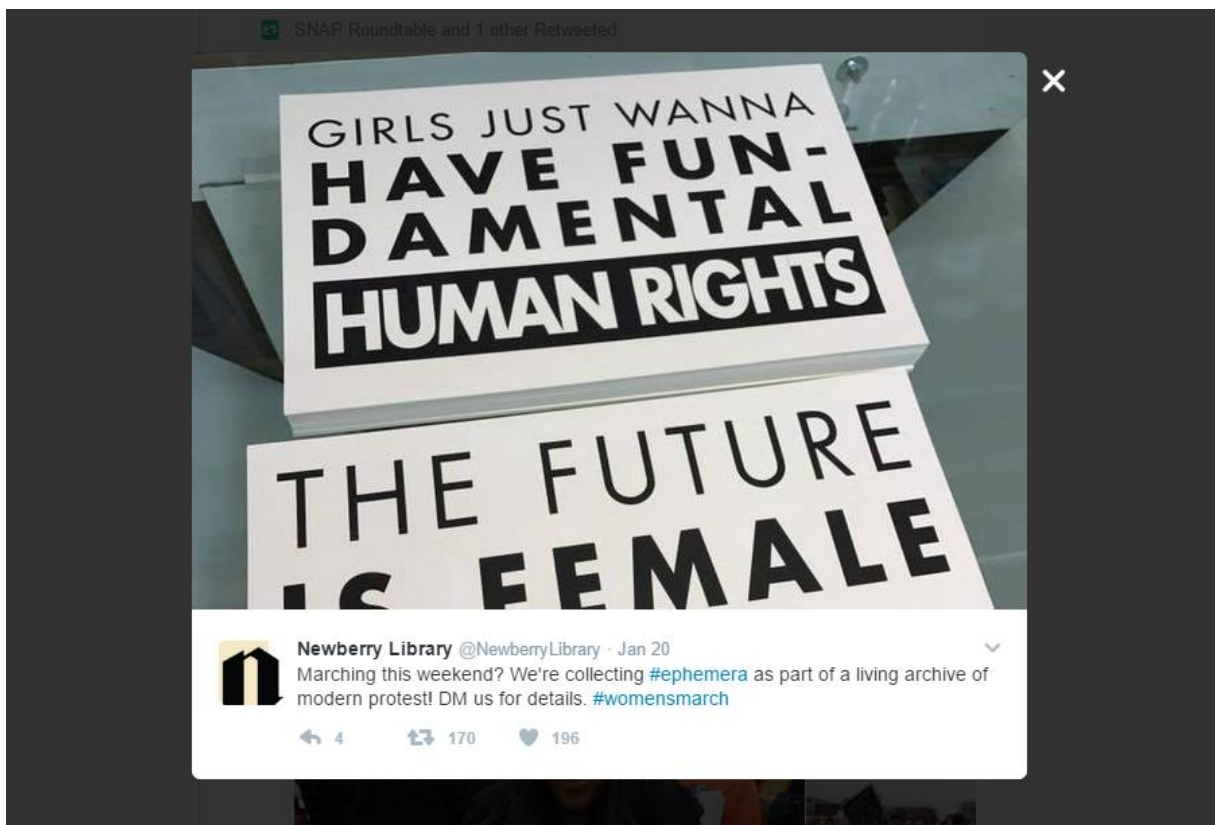 SNAP Roundtable and 1 other Retweeted
GIRLS JUST WANNA
HAVE FUN-
DAMENTAL
HUMAN RIGHTS
THE FUTURE
IS FEMALE
Newberry Library @NewberryLibrary · Jan 20
Marching this weekend? We're collecting #ephemera as part of a living archive of
modern protest! DM us for details. #womensmarch
4 170 196